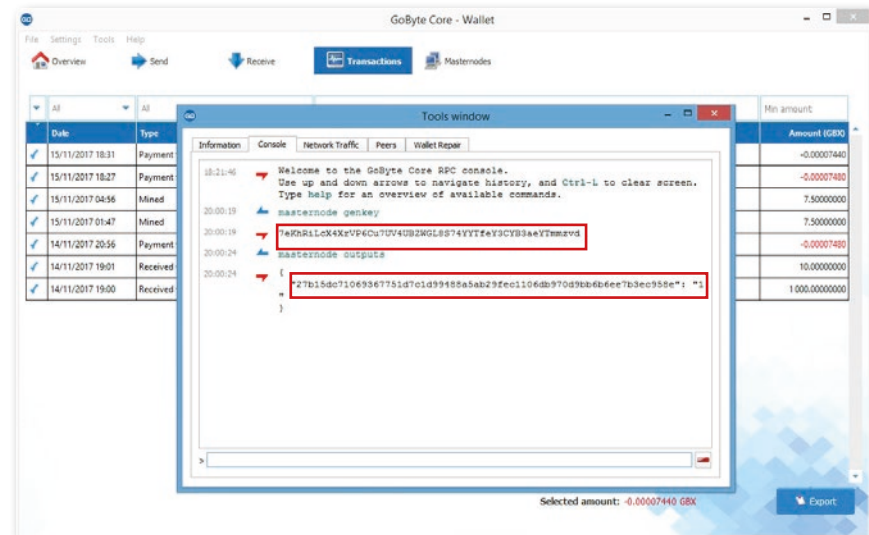 GoByte Core - Wallet
File Settings Tools Help
Overview Send Receive Transactions Masternodes
All All Min amount
Date Type Amount (GBX)
15/11/2017 18:31 Payment -0.00007440
15/11/2017 18:27 Payment -0.00007480
15/11/2017 04:56 Mined 7.50000000
15/11/2017 01:47 Mined 7.50000000
14/11/2017 20:56 Payment -0.00007480
14/11/2017 19:01 Received 10.00000000
14/11/2017 19:00 Received 1 000.00000000
Tools window
Information Console Network Traffic Peers Wallet Repair
18:21:46 Welcome to the GoByte Core RPC console.
Use up and down arrows to navigate history, and Ctrl-L to clear screen.
Type help for an overview of available commands.
20:00:19 masternode genkey
20:00:19 7eKhRiLcX4XrVP6Cu7UV4UB2WGL8S74YYTfeY3CYB3aeYTmmzvd
20:00:24 masternode outputs
20:00:24 {
"27b15dc71069367751d7c1d99488a5ab29fec1106db970d9bb6b6ee7b3ec958e": "1
"
}
>
Selected amount: -0.00007440 GBX
Export